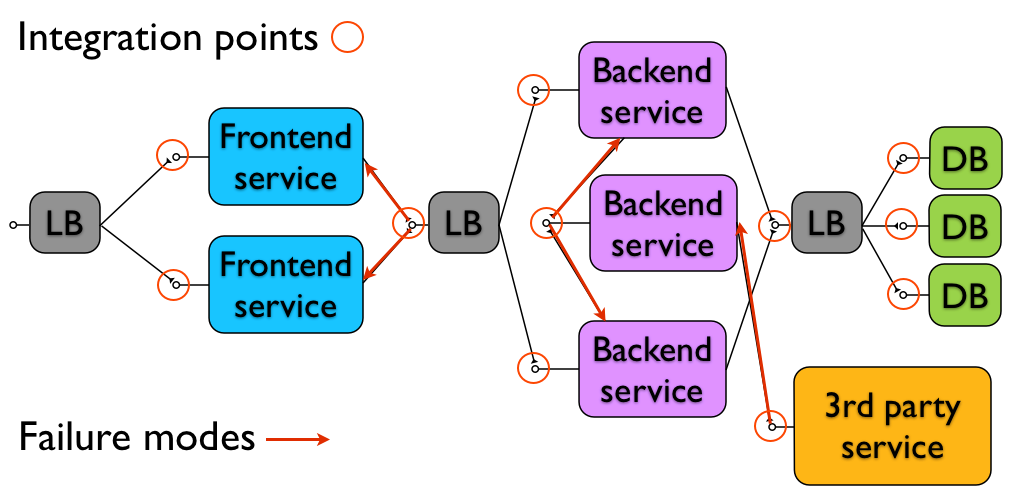 Integration points
Backend
service
Frontend
service
DB
LB
LB
Backend
service
LB
DB
Frontend
service
DB
Backend
service
3rd party
service
Failure modes